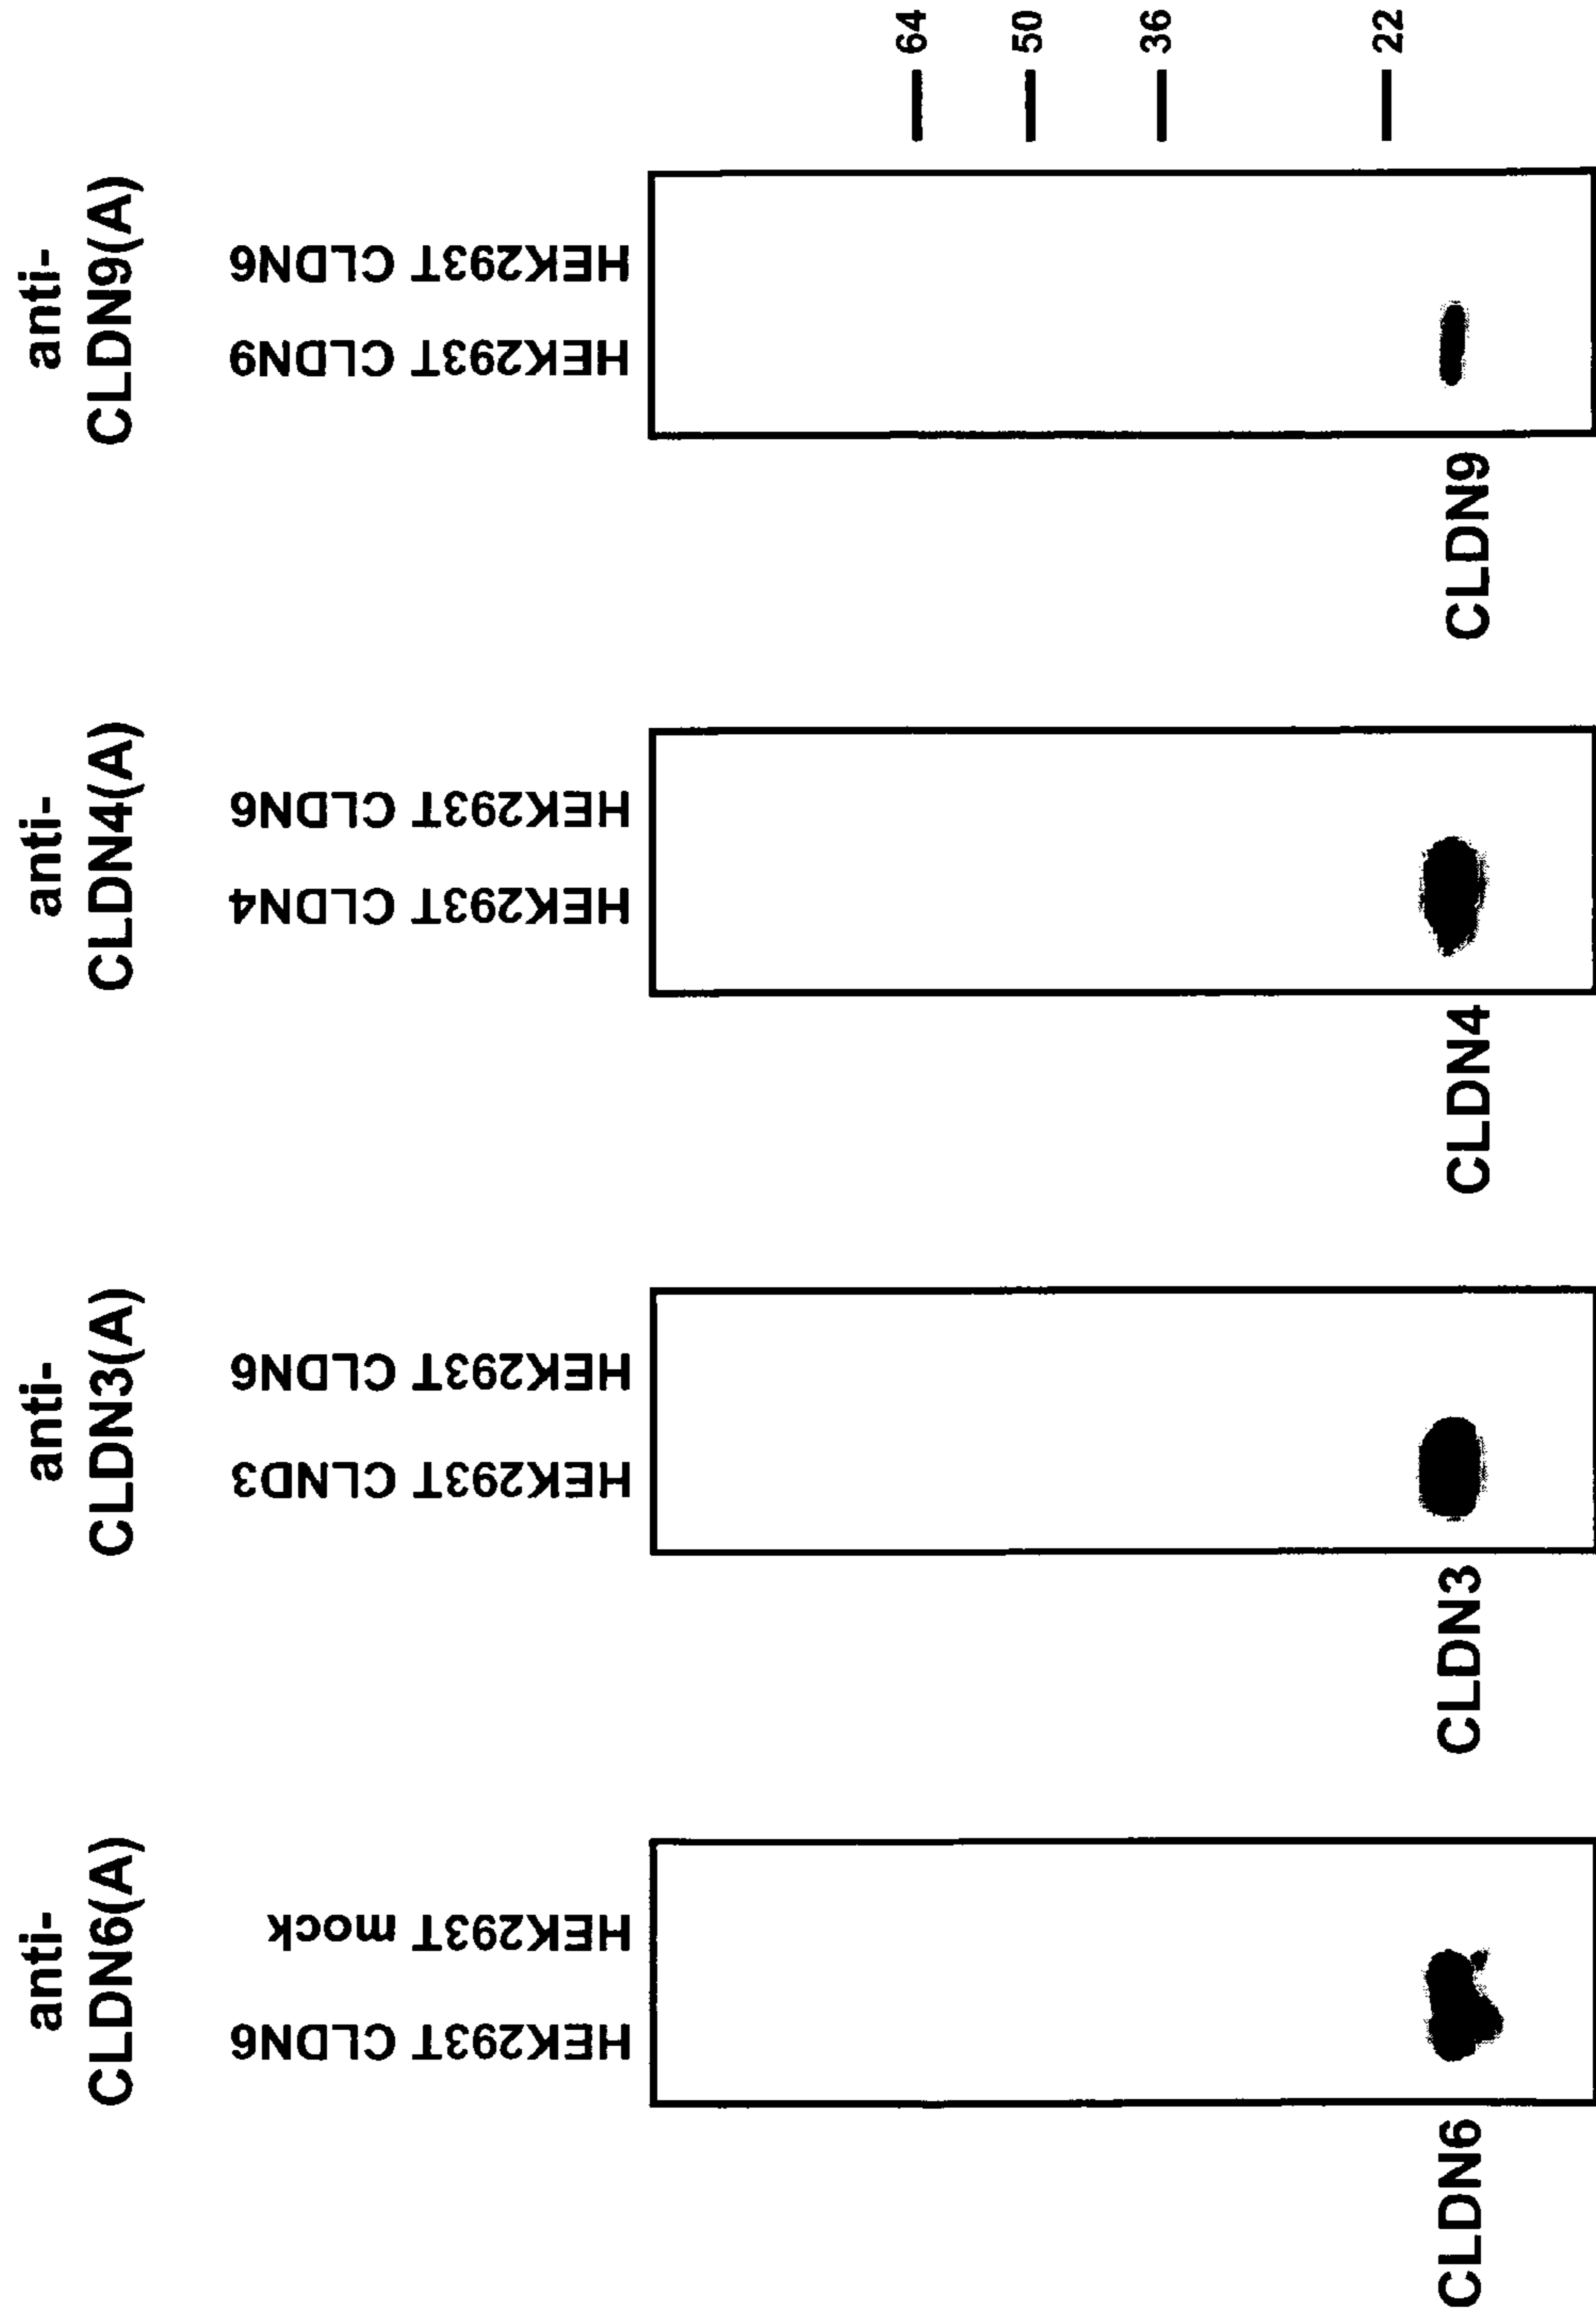 anti-
CLDN6(A)
HEK293T CLDN6
HEK293T mock
CLDN6
anti-
CLDN3(A)
HEK293T CLND3
HEK293T CLDN6
CLDN3
anti-
CLDN4(A)
HEK293T CLDN4
HEK293T CLDN6
CLDN4
anti-
CLDN9(A)
HEK293T CLDN9
HEK293T CLDN6
CLDN9
64
50
36
22